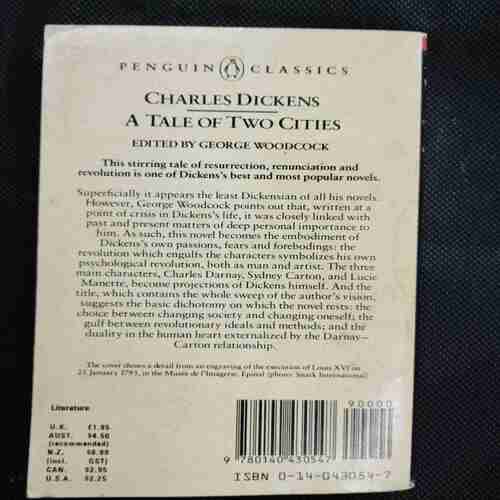 PENGUIN CLASSICS
CHARLES DICKENS
A TALE OF TWO CITIES
EDITED BY GEORGE WOODCOCK
This stirring tale of resurrection, renunciation and
revolution is one of Dickens's best and most popular novels.
Superficially it appears the least Dickensian of all his novels.
However, George Woodcock points out that, written at a
point of crisis in Dickens's life, it was closely linked with
past and present matters of deep personal importance to
him. As such, this novel becomes the embodiment of
Dickens's own passions, fears and forebodings: the
revolution which engulfs the characters symbolizes his own
psychological revolution, both as man and artist. The three
main characters, Charles Darnay, Sydney Carton, and Lucie
Manette, become projections of Dickens himself. And the
title, which contains the whole sweep of the author's vision,
suggests the basic dichotomy on which the novel rests: the
choice between changing society and changing oneself; the
gulf between revolutionary ideals and methods; and the
duality in the human heart externalized by the Darnay–
Carton relationship.
The cover shows a detail from an engraving of the execution of Louis XVI on
21 January 1793, in the Musée de l'Imagerie, Epinal (photo: Snark International)
Literature
U.K. £1.95
AUST. $4.50
(recommended)
N.Z. $6.99
(incl. GST)
CAN. $2.95
U.S.A. $2.25
90000
9 780140 430547
ISBN 0-14-043054-7